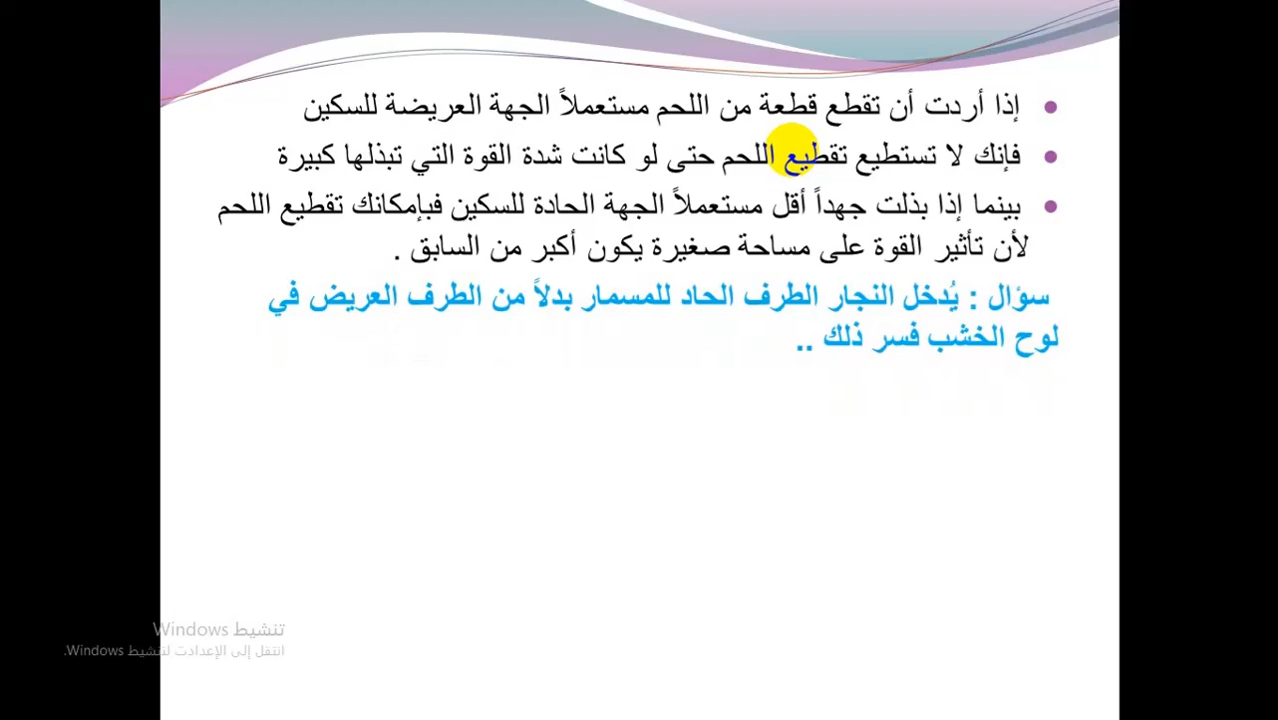 إذا أردت أن تقطع قطعة من اللحم مستعملاً الجهة العريضة للسكين
فإنك لا تستطيع تقطيع اللحم حتى لو كانت شدة القوة التي تبذلها كبيرة
بينما إذا بذلت جهداً أقل مستعملاً الجهة الحادة للسكين فبإمكانك تقطيع اللحم
لأن تأثير القوة على مساحة صغيرة يكون أكبر من السابق .
سؤال : يُدخل النجار الطرف الحاد للمسمار بدلاً من الطرف العريض في
لوح الخشب فسر ذلك ..
تنشيط Windows
انتقل إلى الإعدادت لتنشيط Windows.